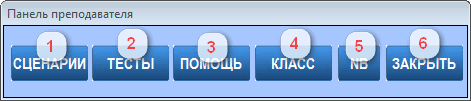 Панель преподавателя
1 2 3 4 5 6
СЦЕНАРИИ ТЕСТЫ ПОМОЩЬ КЛАСС NB ЗАКРЫТЬ